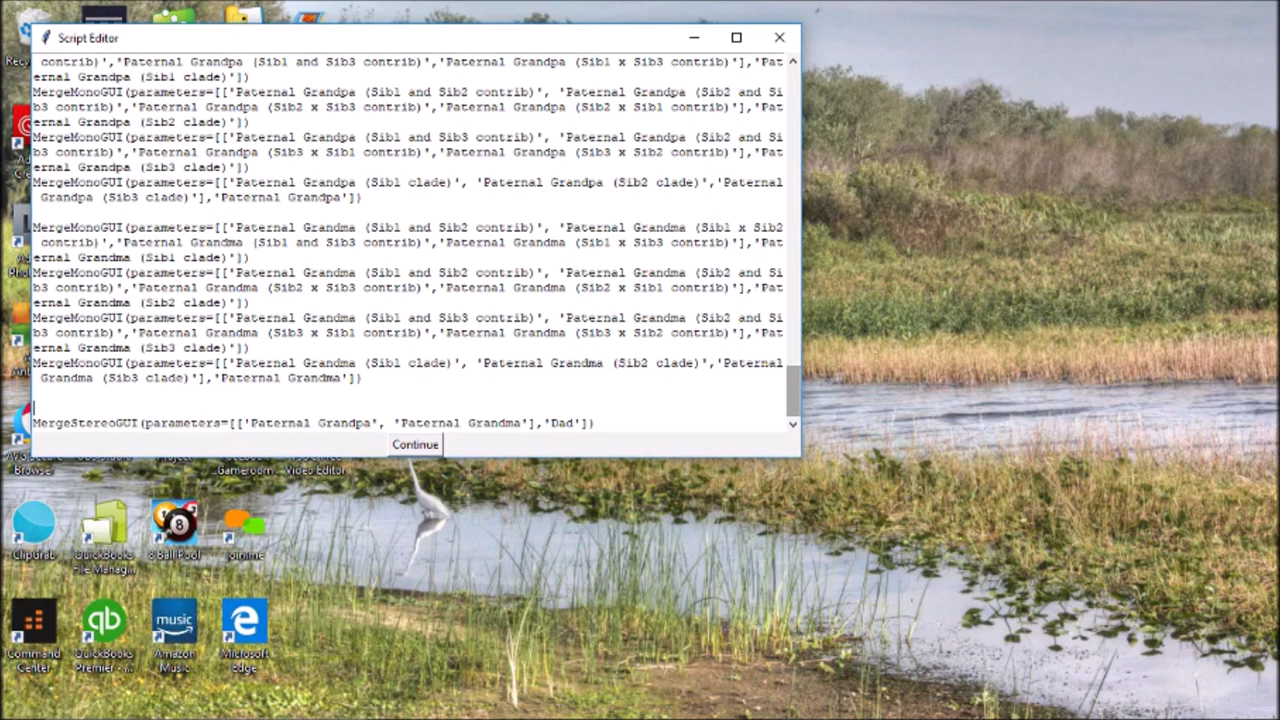 Script Editor
contrib)','Paternal Grandpa (Sib1 and Sib3 contrib)','Paternal Grandpa (Sib1 x Sib3 contrib)'],'Pat
ernal Grandpa (Sib1 clade)'])
MergeMonoGUI(parameters=[['Paternal Grandpa (Sib1 and Sib2 contrib)', 'Paternal Grandpa (Sib2 and Si
b3 contrib)','Paternal Grandpa (Sib2 x Sib3 contrib)','Paternal Grandpa (Sib2 x Sib1 contrib)'],'Pat
ernal Grandpa (Sib2 clade)'])
MergeMonoGUI(parameters=[['Paternal Grandpa (Sib1 and Sib3 contrib)', 'Paternal Grandpa (Sib2 and Si
b3 contrib)','Paternal Grandpa (Sib3 x Sib1 contrib)','Paternal Grandpa (Sib3 x Sib2 contrib)'],'Pat
ernal Grandpa (Sib3 clade)'])
MergeMonoGUI(parameters=[['Paternal Grandpa (Sib1 clade)', 'Paternal Grandpa (Sib2 clade)','Paternal
Grandpa (Sib3 clade)'],'Paternal Grandpa'])
MergeMonoGUI(parameters=[['Paternal Grandma (Sib1 and Sib2 contrib)', 'Paternal Grandma (Sib1 x Sib2
contrib)','Paternal Grandma (Sib1 and Sib3 contrib)','Paternal Grandma (Sib1 x Sib3 contrib)'],'Pat
ernal Grandma (Sib1 clade)'])
MergeMonoGUI(parameters=[['Paternal Grandma (Sib1 and Sib2 contrib)', 'Paternal Grandma (Sib2 and Si
b3 contrib)','Paternal Grandma (Sib2 x Sib3 contrib)','Paternal Grandma (Sib2 x Sib1 contrib)'],'Pat
ernal Grandma (Sib2 clade)'])
MergeMonoGUI(parameters=[['Paternal Grandma (Sib1 and Sib3 contrib)', 'Paternal Grandma (Sib2 and Si
b3 contrib)','Paternal Grandma (Sib3 x Sib1 contrib)','Paternal Grandma (Sib3 x Sib2 contrib)'],'Pat
ernal Grandma (Sib3 clade)'])
MergeMonoGUI(parameters=[['Paternal Grandma (Sib1 clade)', 'Paternal Grandma (Sib2 clade)','Paternal
Grandma (Sib3 clade)'],'Paternal Grandma'])
MergeStereoGUI(parameters=[['Paternal Grandpa', 'Paternal Grandma'],'Dad'])
Continue
Browse
Gameroom
Video Editor
ClipGrab
QuickBooks
File Manag...
8 Ball Pool
joinme
Command
Center
QuickBooks
Premier - ...
music
Amazon
Music
Microsoft
Edge